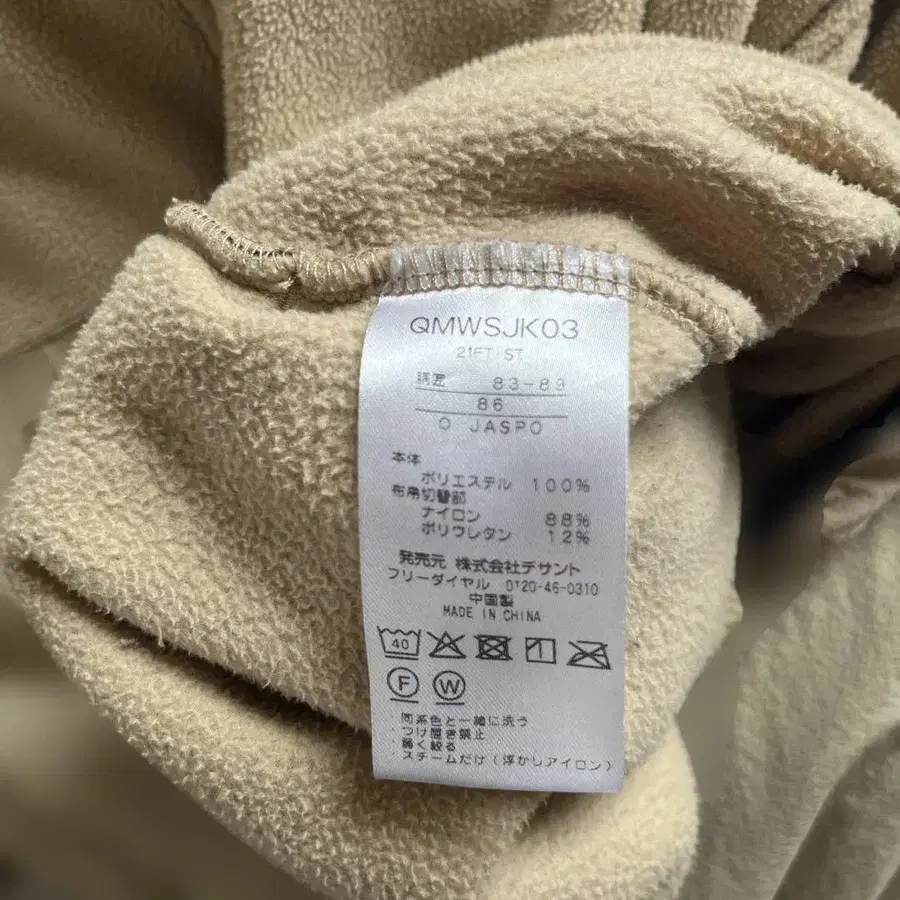 QMWSJK03
21FT ST
胸囲 83-89
86
O JASPO
本体
ポリエステル 100%
布帛切替部
ナイロン 88%
ポリウレタン 12%
発売元 株式会社デサント
フリーダイヤル 0120-46-0310
中国製
MADE IN CHINA
40
F W
・同系色と一緒に洗う
・つけ置き禁止
・弱く絞る
・スチームだけ(浮かしアイロン)